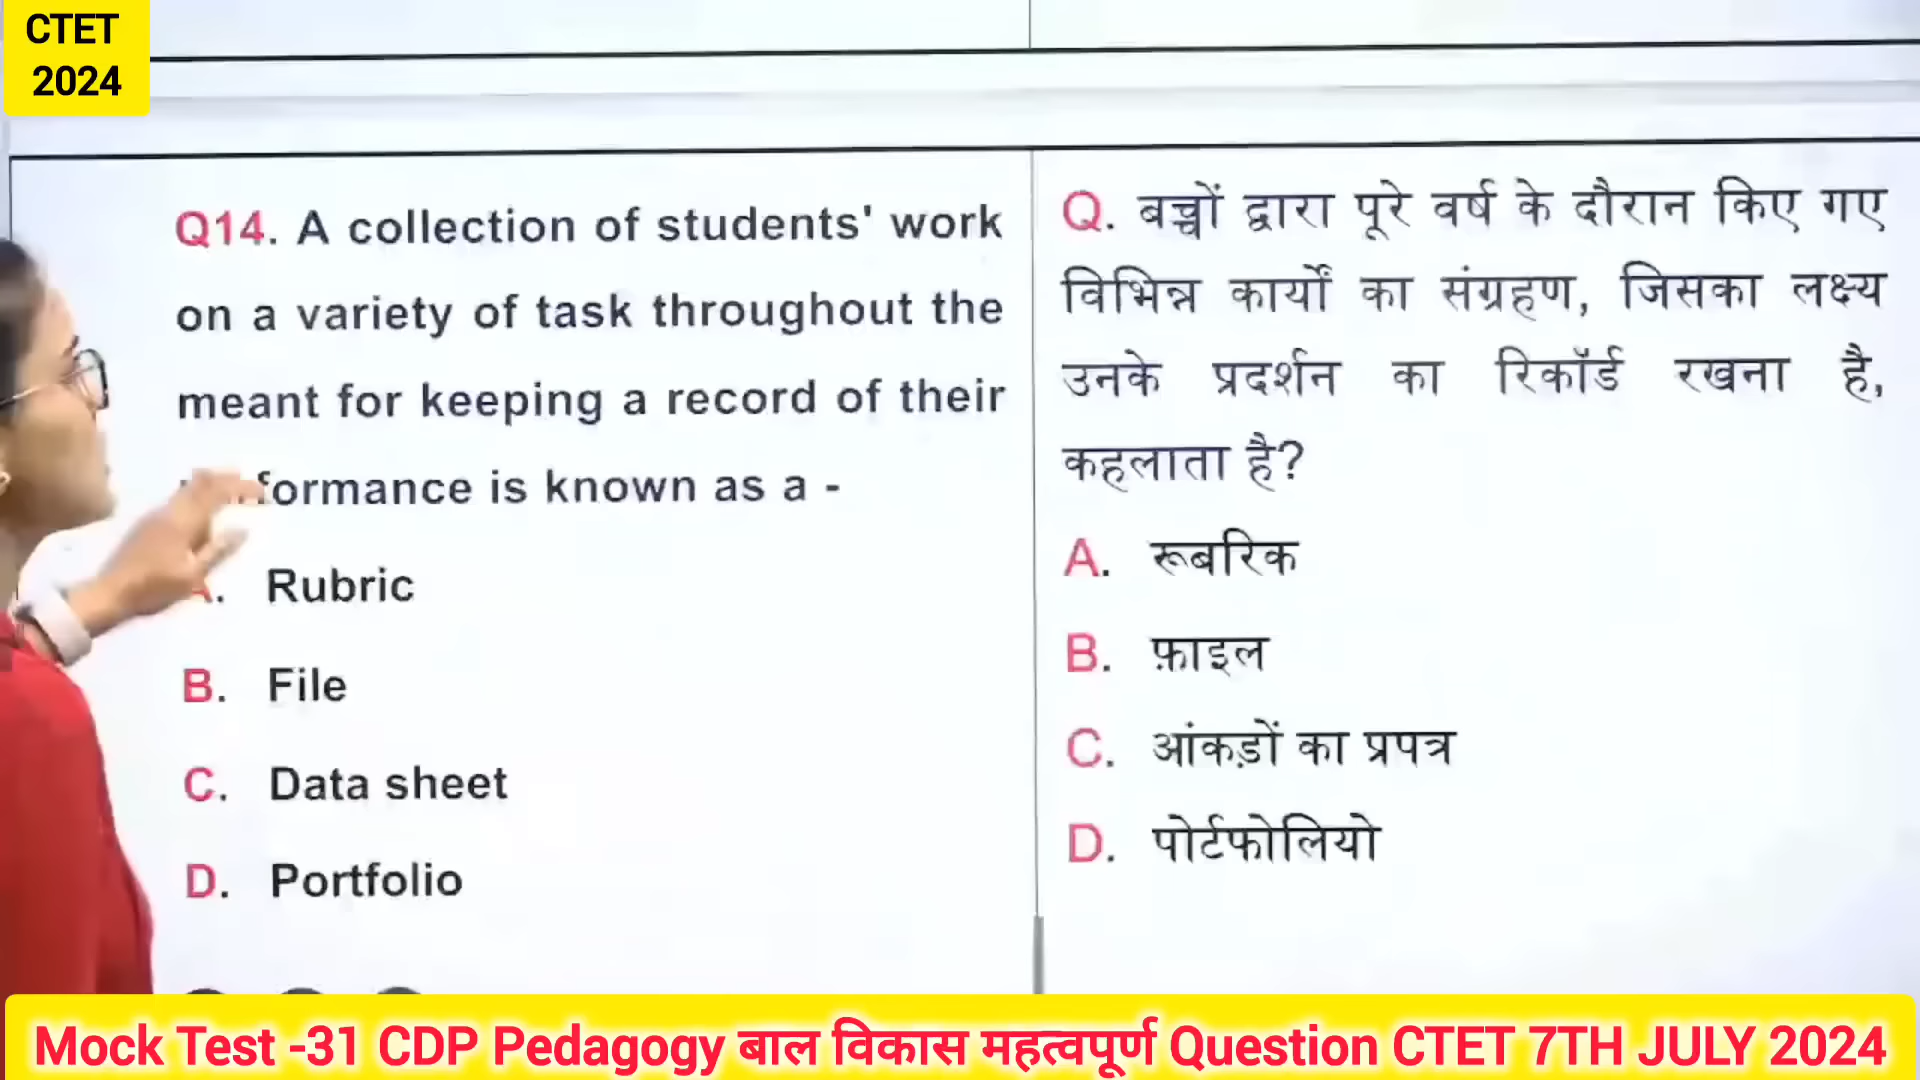 CTET
2024
Q14. A collection of students' work
on a variety of task throughout the
meant for keeping a record of their
formance is known as a -
A. Rubric
B. File
C. Data sheet
D. Portfolio
Q. बच्चों द्वारा पूरे वर्ष के दौरान किए गए
विभिन्न कार्यों का संग्रहण, जिसका लक्ष्य
उनके प्रदर्शन का रिकॉर्ड रखना है,
कहलाता है?
A. रूबरिक
B. फ़ाइल
C. आंकड़ों का प्रपत्र
D. पोर्टफोलियो
Mock Test -31 CDP Pedagogy बाल विकास महत्वपूर्ण Question CTET 7TH JULY 2024